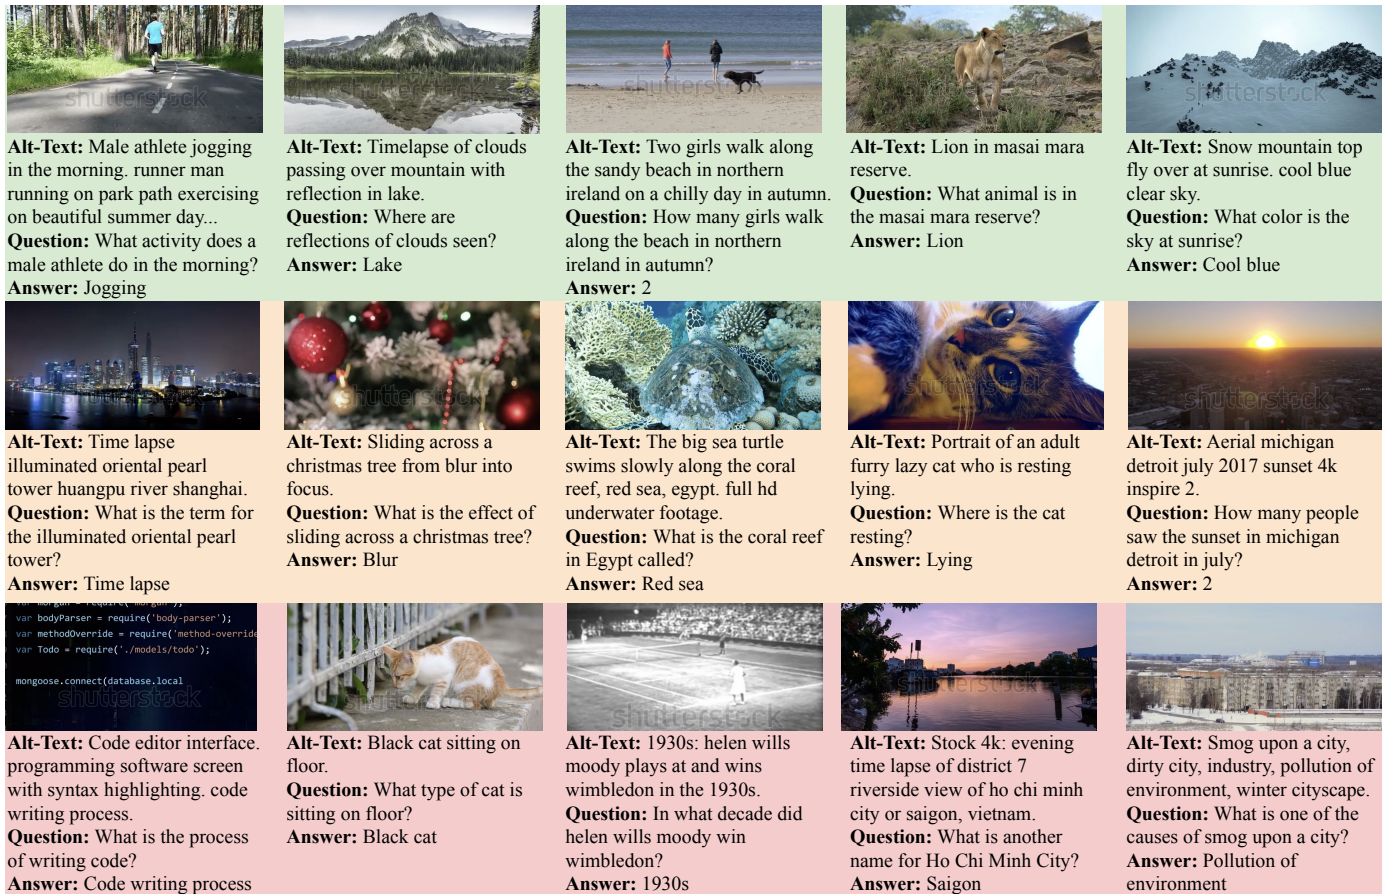 shutterstock
shutterstock
shutterstock
shutterstock
shutterstock
Alt-Text: Male athlete jogging
in the morning. runner man
running on park path exercising
on beautiful summer day...
Question: What activity does a
male athlete do in the morning?
Answer: Jogging
Alt-Text: Timelapse of clouds
passing over mountain with
reflection in lake.
Question: Where are
reflections of clouds seen?
Answer: Lake
Alt-Text: Two girls walk along
the sandy beach in northern
ireland on a chilly day in autumn.
Question: How many girls walk
along the beach in northern
ireland in autumn?
Answer: 2
Alt-Text: Lion in masai mara
reserve.
Question: What animal is in
the masai mara reserve?
Answer: Lion
Alt-Text: Snow mountain top
fly over at sunrise. cool blue
clear sky.
Question: What color is the
sky at sunrise?
Answer: Cool blue
shutterstock
shutterstock
shutterstock
shutterstock
shutterstock
Alt-Text: Time lapse
illuminated oriental pearl
tower huangpu river shanghai.
Question: What is the term for
the illuminated oriental pearl
tower?
Answer: Time lapse
Alt-Text: Sliding across a
christmas tree from blur into
focus.
Question: What is the effect of
sliding across a christmas tree?
Answer: Blur
Alt-Text: The big sea turtle
swims slowly along the coral
reef, red sea, egypt. full hd
underwater footage.
Question: What is the coral reef
in Egypt called?
Answer: Red sea
Alt-Text: Portrait of an adult
furry lazy cat who is resting
lying.
Question: Where is the cat
resting?
Answer: Lying
Alt-Text: Aerial michigan
detroit july 2017 sunset 4k
inspire 2.
Question: How many people
saw the sunset in michigan
detroit in july?
Answer: 2
var morgan = require('morgan');
var bodyParser = require('body-parser');
var methodOverride = require('method-override
var Todo = require('./models/todo');
mongoose.connect(database.local
shutterstock
shutterstock
shutterstock
shutterstock
shutterstock
Alt-Text: Code editor interface.
programming software screen
with syntax highlighting. code
writing process.
Question: What is the process
of writing code?
Answer: Code writing process
Alt-Text: Black cat sitting on
floor.
Question: What type of cat is
sitting on floor?
Answer: Black cat
Alt-Text: 1930s: helen wills
moody plays at and wins
wimbledon in the 1930s.
Question: In what decade did
helen wills moody win
wimbledon?
Answer: 1930s
Alt-Text: Stock 4k: evening
time lapse of district 7
riverside view of ho chi minh
city or saigon, vietnam.
Question: What is another
name for Ho Chi Minh City?
Answer: Saigon
Alt-Text: Smog upon a city,
dirty city, industry, pollution of
environment, winter cityscape.
Question: What is one of the
causes of smog upon a city?
Answer: Pollution of
environment